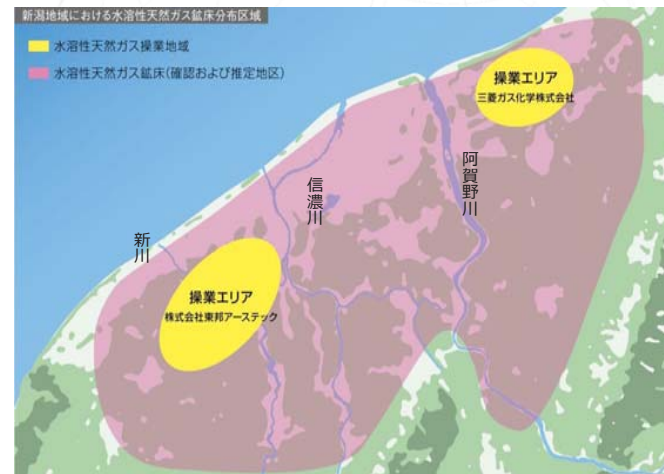 新潟地域における水溶性天然ガス鉱床分布区域
水溶性天然ガス操業地域
水溶性天然ガス鉱床(確認および推定地区)
操業エリア
三菱ガス化学株式会社
阿賀野川
信濃川
新川
操業エリア
株式会社東邦アーステック